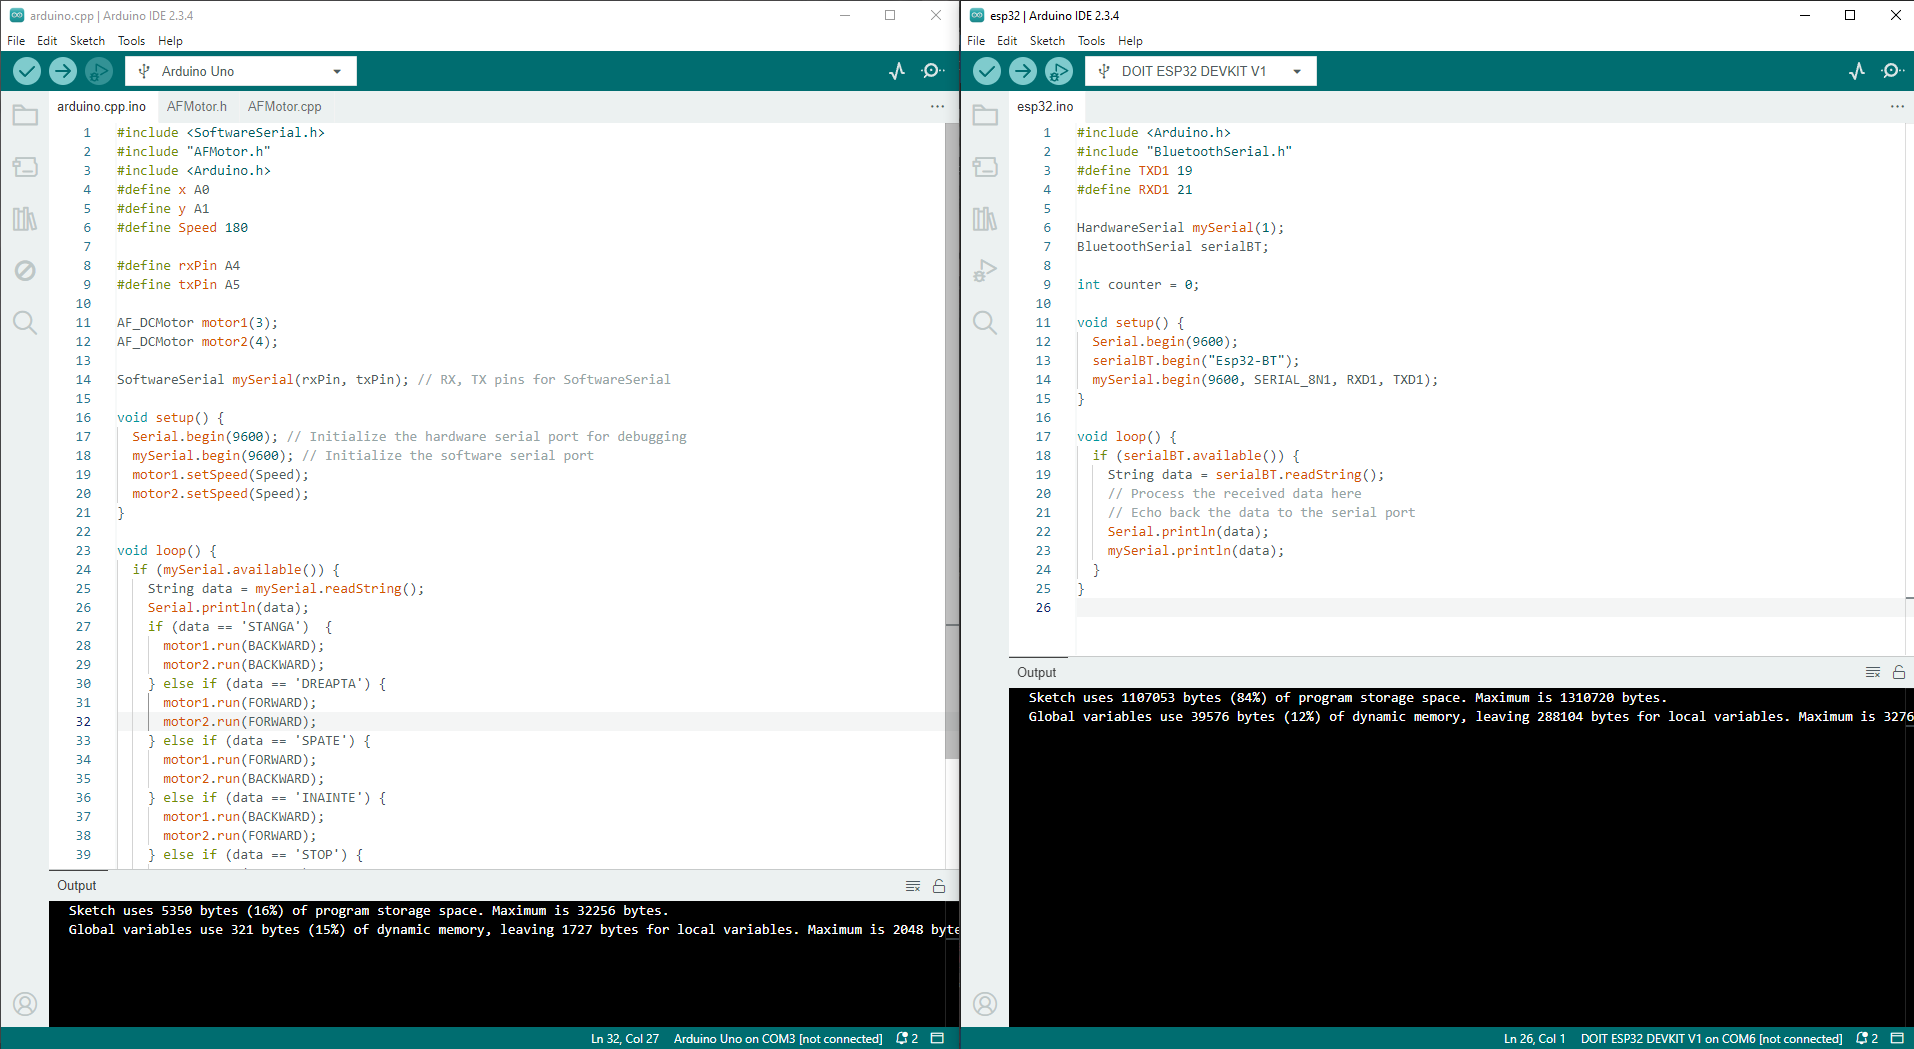 arduino.cpp | Arduino IDE 2.3.4
File Edit Sketch Tools Help
Arduino Uno
arduino.cpp.ino AFMotor.h AFMotor.cpp
1 #include <SoftwareSerial.h>
2 #include "AFMotor.h"
3 #include <Arduino.h>
4 #define x A0
5 #define y A1
6 #define Speed 180
7
8 #define rxPin A4
9 #define txPin A5
10
11 AF_DCMotor motor1(3);
12 AF_DCMotor motor2(4);
13
14 SoftwareSerial mySerial(rxPin, txPin); // RX, TX pins for SoftwareSerial
15
16 void setup() {
17 Serial.begin(9600); // Initialize the hardware serial port for debugging
18 mySerial.begin(9600); // Initialize the software serial port
19 motor1.setSpeed(Speed);
20 motor2.setSpeed(Speed);
21 }
22
23 void loop() {
24 if (mySerial.available()) {
25 String data = mySerial.readString();
26 Serial.println(data);
27 if (data == 'STANGA')  {
28 motor1.run(BACKWARD);
29 motor2.run(BACKWARD);
30 } else if (data == 'DREAPTA') {
31 motor1.run(FORWARD);
32 motor2.run(FORWARD);
33 } else if (data == 'SPATE') {
34 motor1.run(FORWARD);
35 motor2.run(BACKWARD);
36 } else if (data == 'INAINTE') {
37 motor1.run(BACKWARD);
38 motor2.run(FORWARD);
39 } else if (data == 'STOP') {
Output
Sketch uses 5350 bytes (16%) of program storage space. Maximum is 32256 bytes.
Global variables use 321 bytes (15%) of dynamic memory, leaving 1727 bytes for local variables. Maximum is 2048 byte
Ln 32, Col 27 Arduino Uno on COM3 [not connected] 2
esp32 | Arduino IDE 2.3.4
File Edit Sketch Tools Help
DOIT ESP32 DEVKIT V1
esp32.ino
1 #include <Arduino.h>
2 #include "BluetoothSerial.h"
3 #define TXD1 19
4 #define RXD1 21
5
6 HardwareSerial mySerial(1);
7 BluetoothSerial serialBT;
8
9 int counter = 0;
10
11 void setup() {
12 Serial.begin(9600);
13 serialBT.begin("Esp32-BT");
14 mySerial.begin(9600, SERIAL_8N1, RXD1, TXD1);
15 }
16
17 void loop() {
18 if (serialBT.available()) {
19 String data = serialBT.readString();
20 // Process the received data here
21 // Echo back the data to the serial port
22 Serial.println(data);
23 mySerial.println(data);
24 }
25 }
26
Output
Sketch uses 1107053 bytes (84%) of program storage space. Maximum is 1310720 bytes.
Global variables use 39576 bytes (12%) of dynamic memory, leaving 288104 bytes for local variables. Maximum is 3276
Ln 26, Col 1 DOIT ESP32 DEVKIT V1 on COM6 [not connected] 2